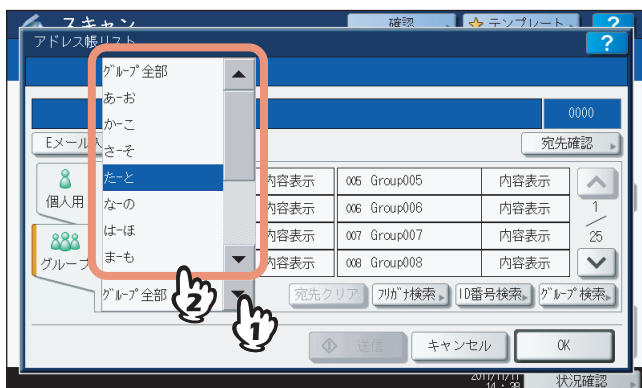 スキャン
確認
テンプレート
?
アドレス帳リスト
?
グループ全部
あ-お
か-こ
さ-そ
た-と
な-の
は-ほ
ま-も
0000
Eメール入
宛先確認
個人用
グループ
内容表示 005 Group005 内容表示
内容表示 006 Group006 内容表示
内容表示 007 Group007 内容表示
内容表示 008 Group008 内容表示
1
25
グループ全部
2
1
宛先クリア
フリガナ検索
ID番号検索
グループ検索
送信
キャンセル
OK
2011/11/11
14:38
状況確認